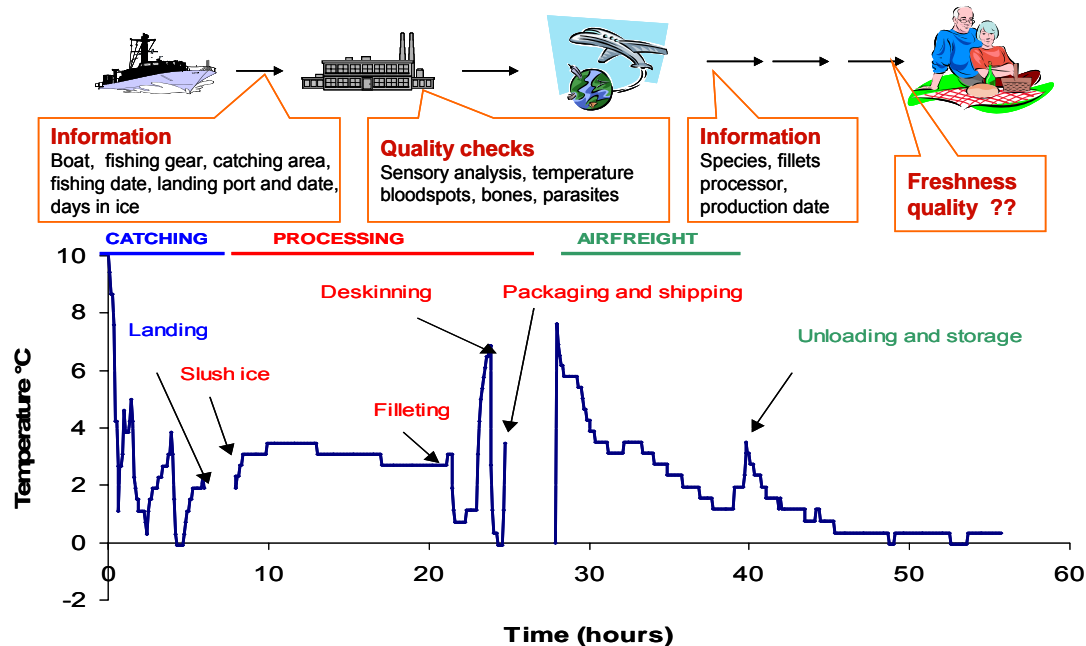 Information
Boat, fishing gear, catching area,
fishing date, landing port and date,
days in ice
Quality checks
Sensory analysis, temperature
bloodspots, bones, parasites
Information
Species, fillets
processor,
production date
Freshness
quality ??
CATCHING
PROCESSING
AIRFREIGHT
Temperature °C
10
8
6
4
2
0
-2
Landing
Slush ice
Deskinning
Filleting
Packaging and shipping
Unloading and storage
0
10
20
30
40
50
60
Time (hours)